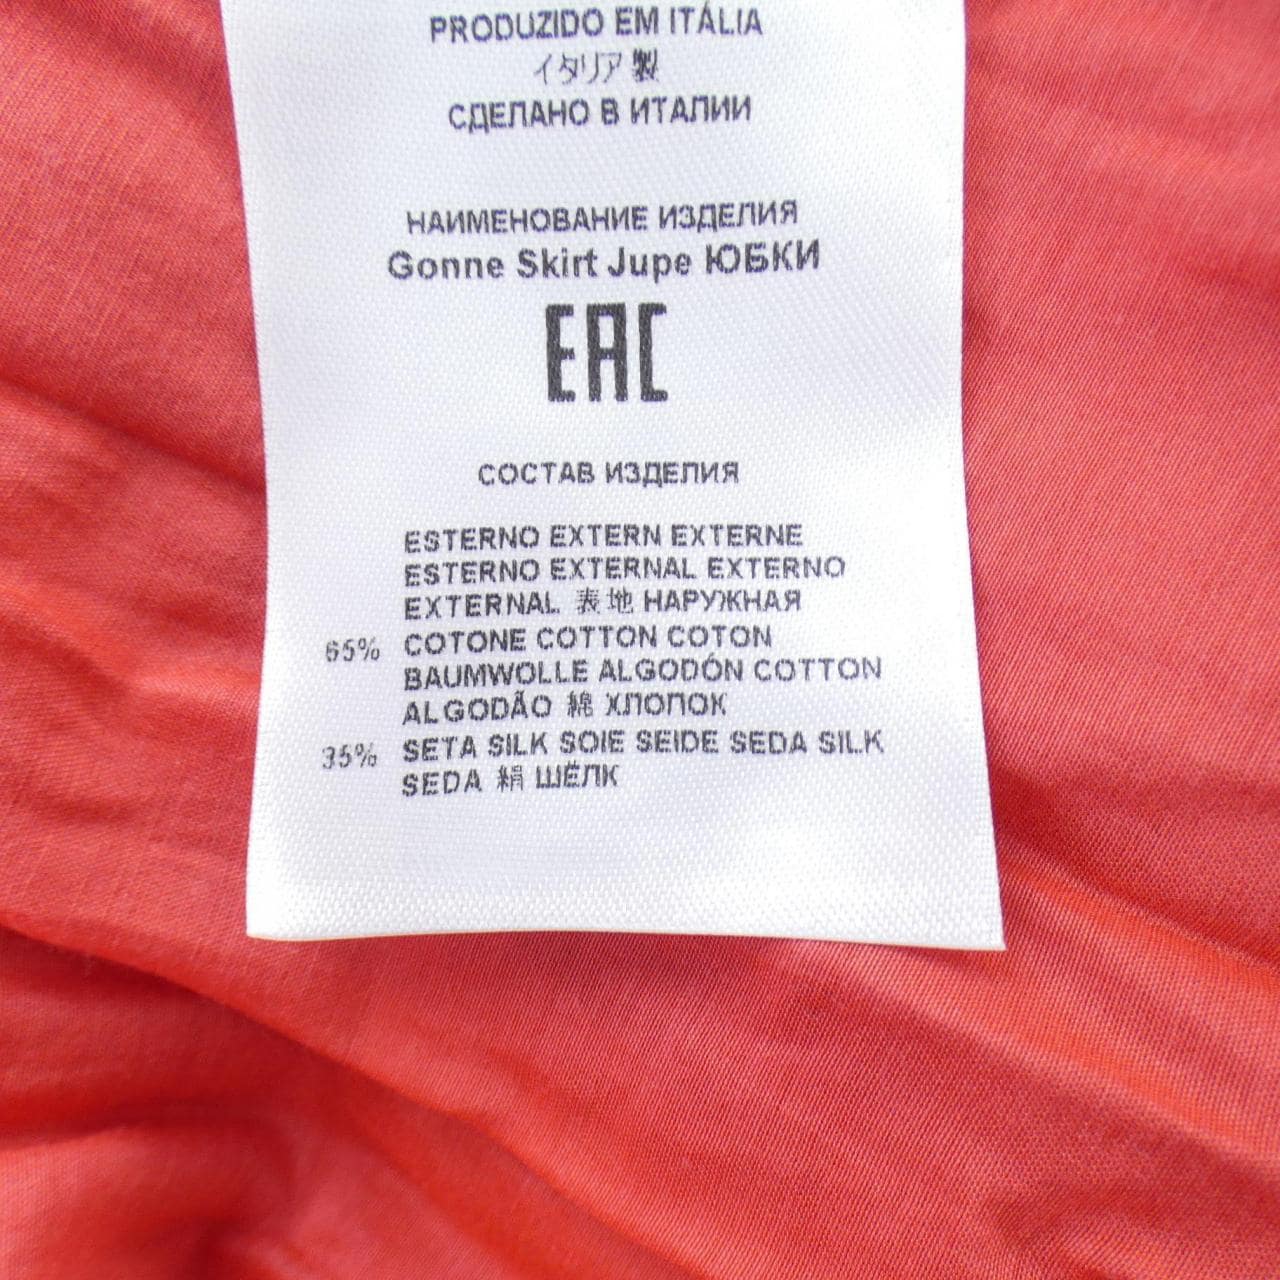 PRODUZIDO EM ITÁLIA
イタリア製
СДЕЛАНО В ИТАЛИИ
НАИМЕНОВАНИЕ ИЗДЕЛИЯ
Gonne Skirt Jupe ЮБКИ
EAC
СОСТАВ ИЗДЕЛИЯ
ESTERNO EXTERN EXTERNE
ESTERNO EXTERNAL EXTERNO
EXTERNAL 表地 НАРУЖНАЯ
65% COTONE COTTON COTON
BAUMWOLLE ALGODÓN COTTON
ALGODÃO 綿 ХЛОПОК
35% SETA SILK SOIE SEIDE SEDA SILK
SEDA 絹 ШЁЛК